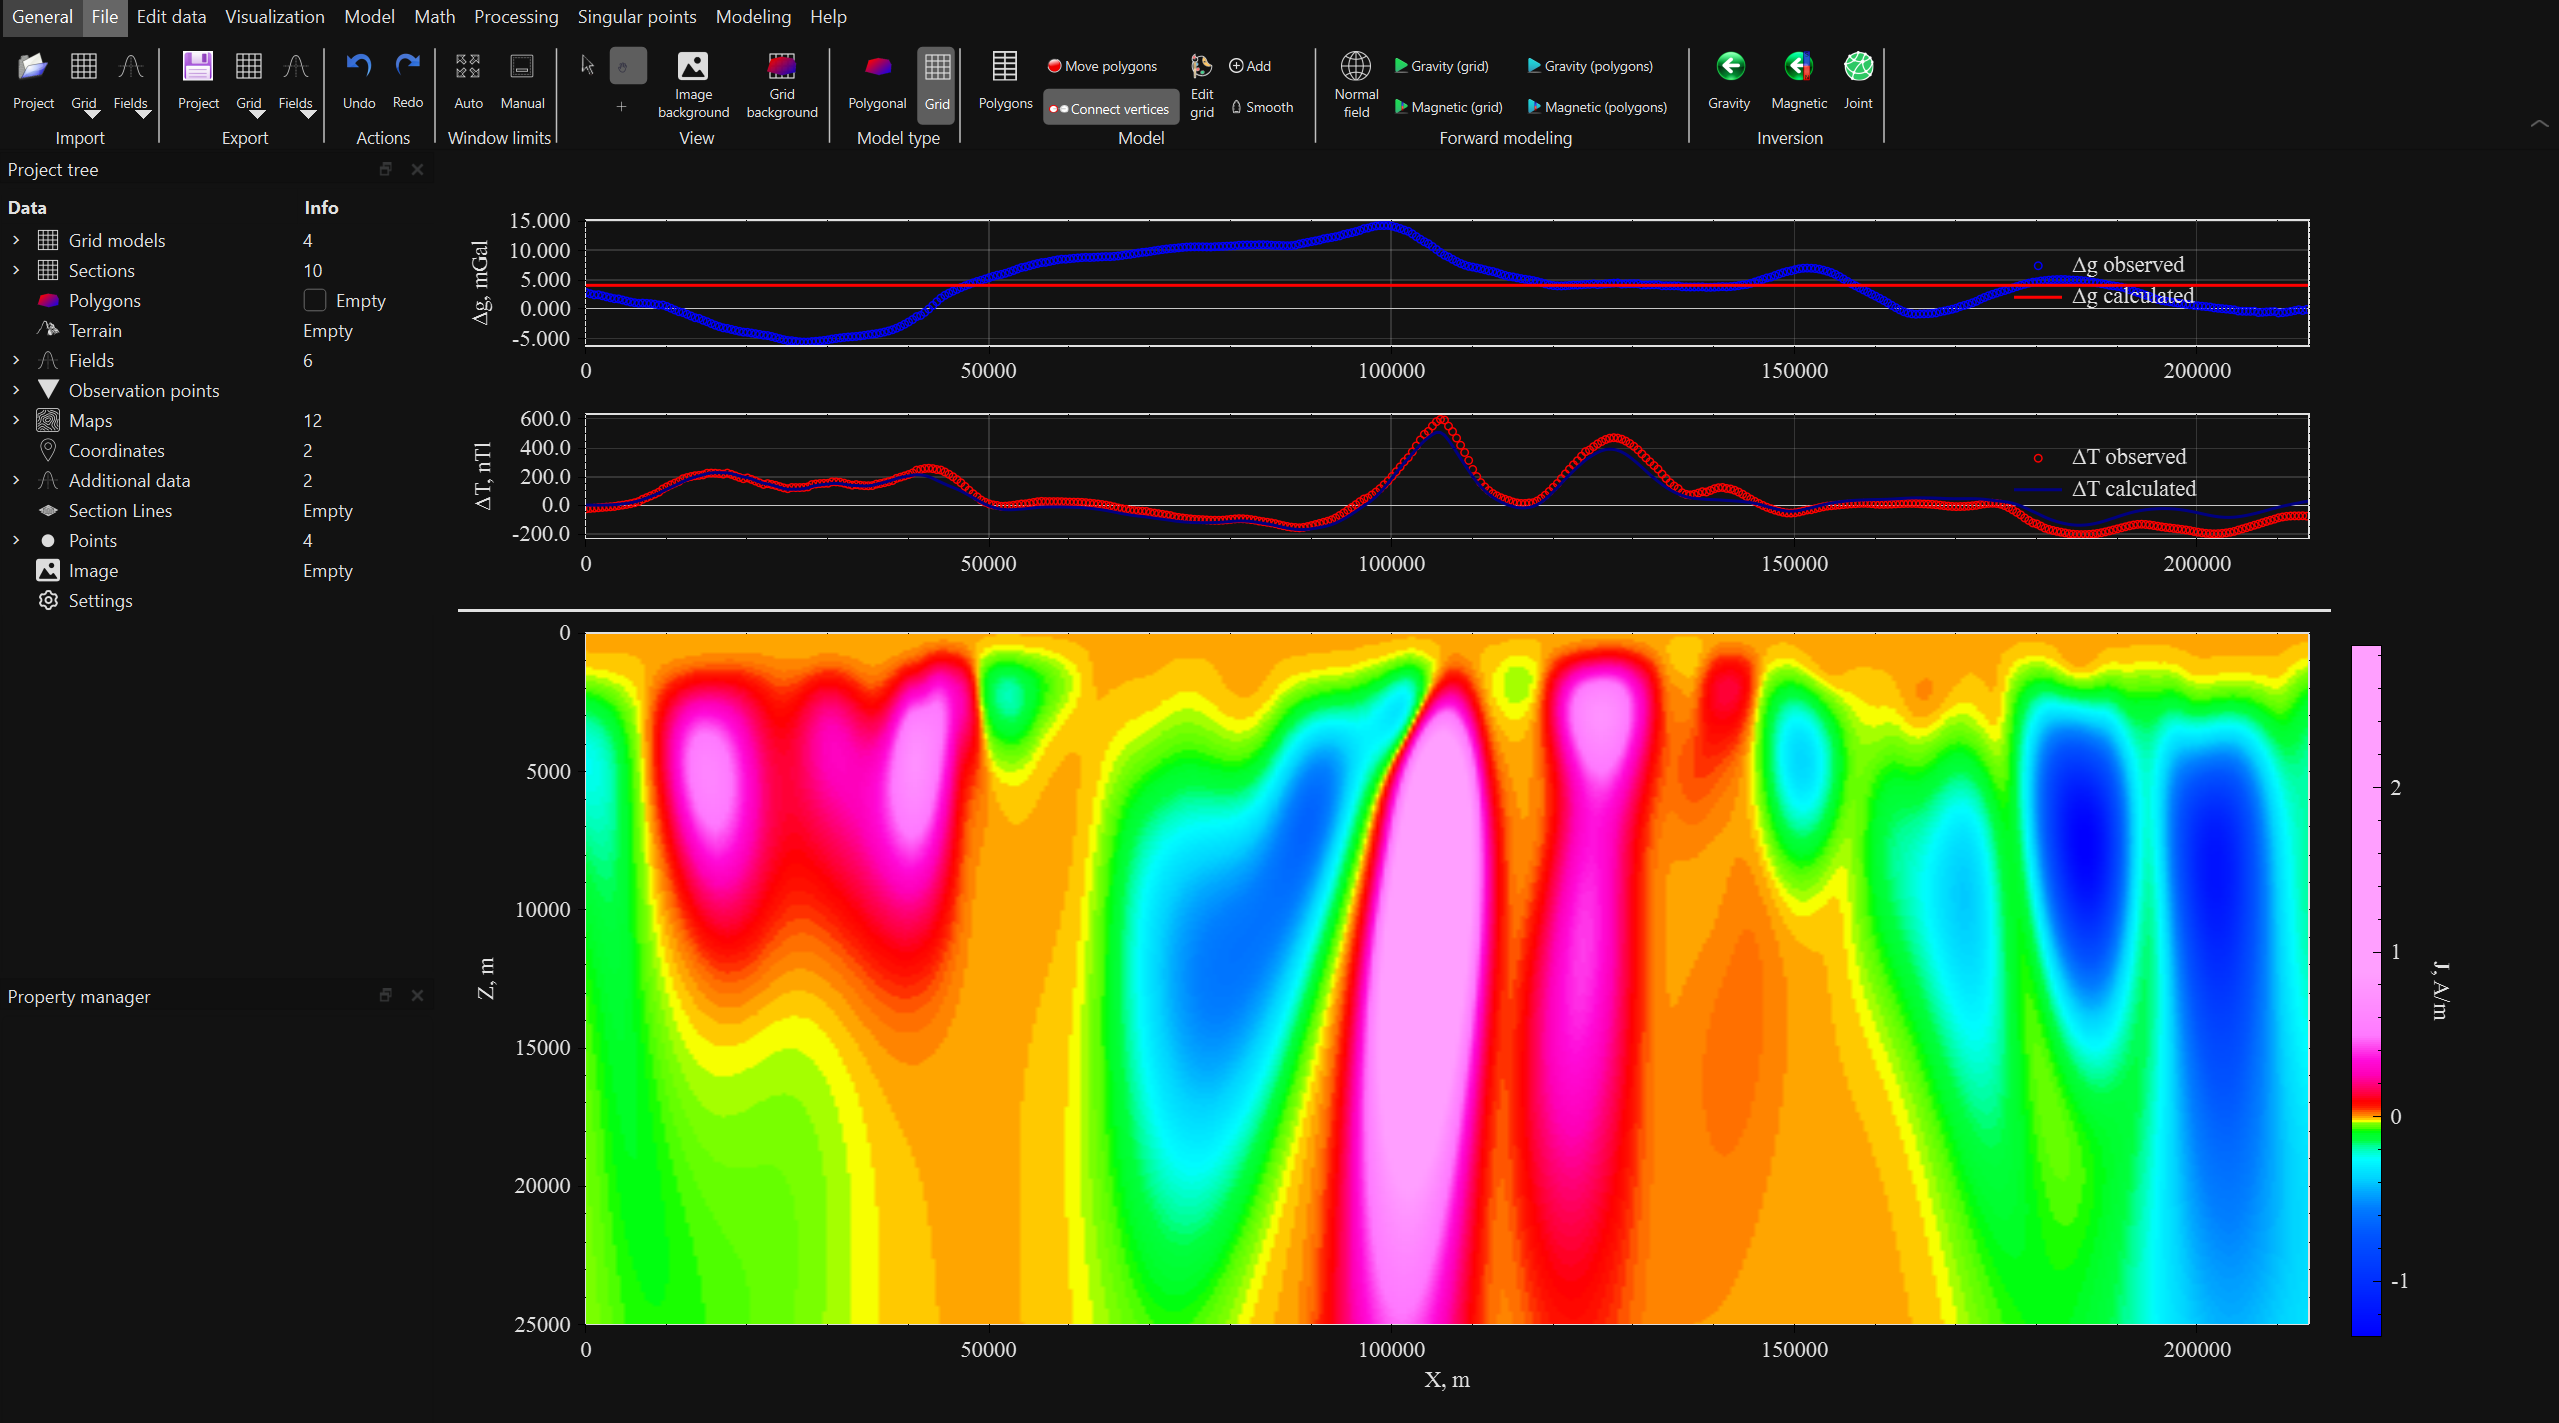 General File Edit data Visualization Model Math Processing Singular points Modeling Help
Project Grid Fields
Import
Project Grid Fields
Export
Undo Redo
Actions
Auto Manual
Window limits
Image background
Grid background
View
Polygonal Grid
Model type
Polygons
Move polygons
Connect vertices
Edit grid
Add
Smooth
Model
Normal field
Gravity (grid)
Magnetic (grid)
Gravity (polygons)
Magnetic (polygons)
Forward modeling
Gravity Magnetic Joint
Inversion
Project tree
Data Info
Grid models 4
Sections 10
Polygons Empty
Terrain Empty
Fields 6
Observation points
Maps 12
Coordinates 2
Additional data 2
Section Lines Empty
Points 4
Image Empty
Settings
Property manager
Δg, mGal
15.000
10.000
5.000
0.000
-5.000
0 50000 100000 150000 200000
Δg observed
Δg calculated
ΔT, nTl
600.0
400.0
200.0
0.0
-200.0
0 50000 100000 150000 200000
ΔT observed
ΔT calculated
Z, m
0
5000
10000
15000
20000
25000
0 50000 100000 150000 200000
X, m
2
1
0
-1
J, A/m